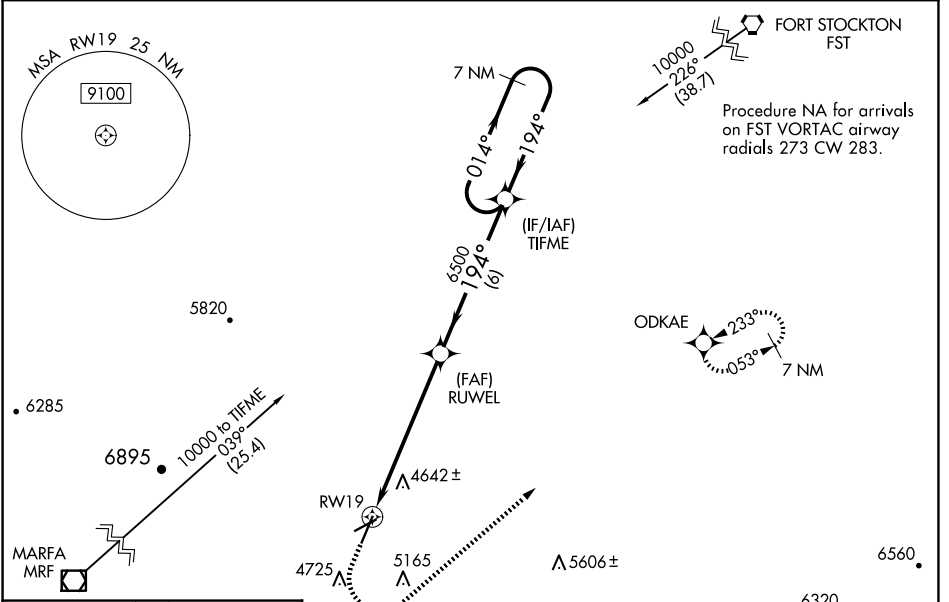 MSA RW19 25 NM
9100
FORT STOCKTON
FST
10000
226°
(38.7)
Procedure NA for arrivals
on FST VORTAC airway
radials 273 CW 283.
7 NM
014°
194°
(IF/IAF)
TIFME
6500
194°
(6)
5820
ODKAE
233°
053°
7 NM
(FAF)
RUWEL
6285
10000 to TIFME
039°
(25.4)
6895
4642 ±
RW19
MARFA
MRF
4725
5165
5606 ±
6560
6320